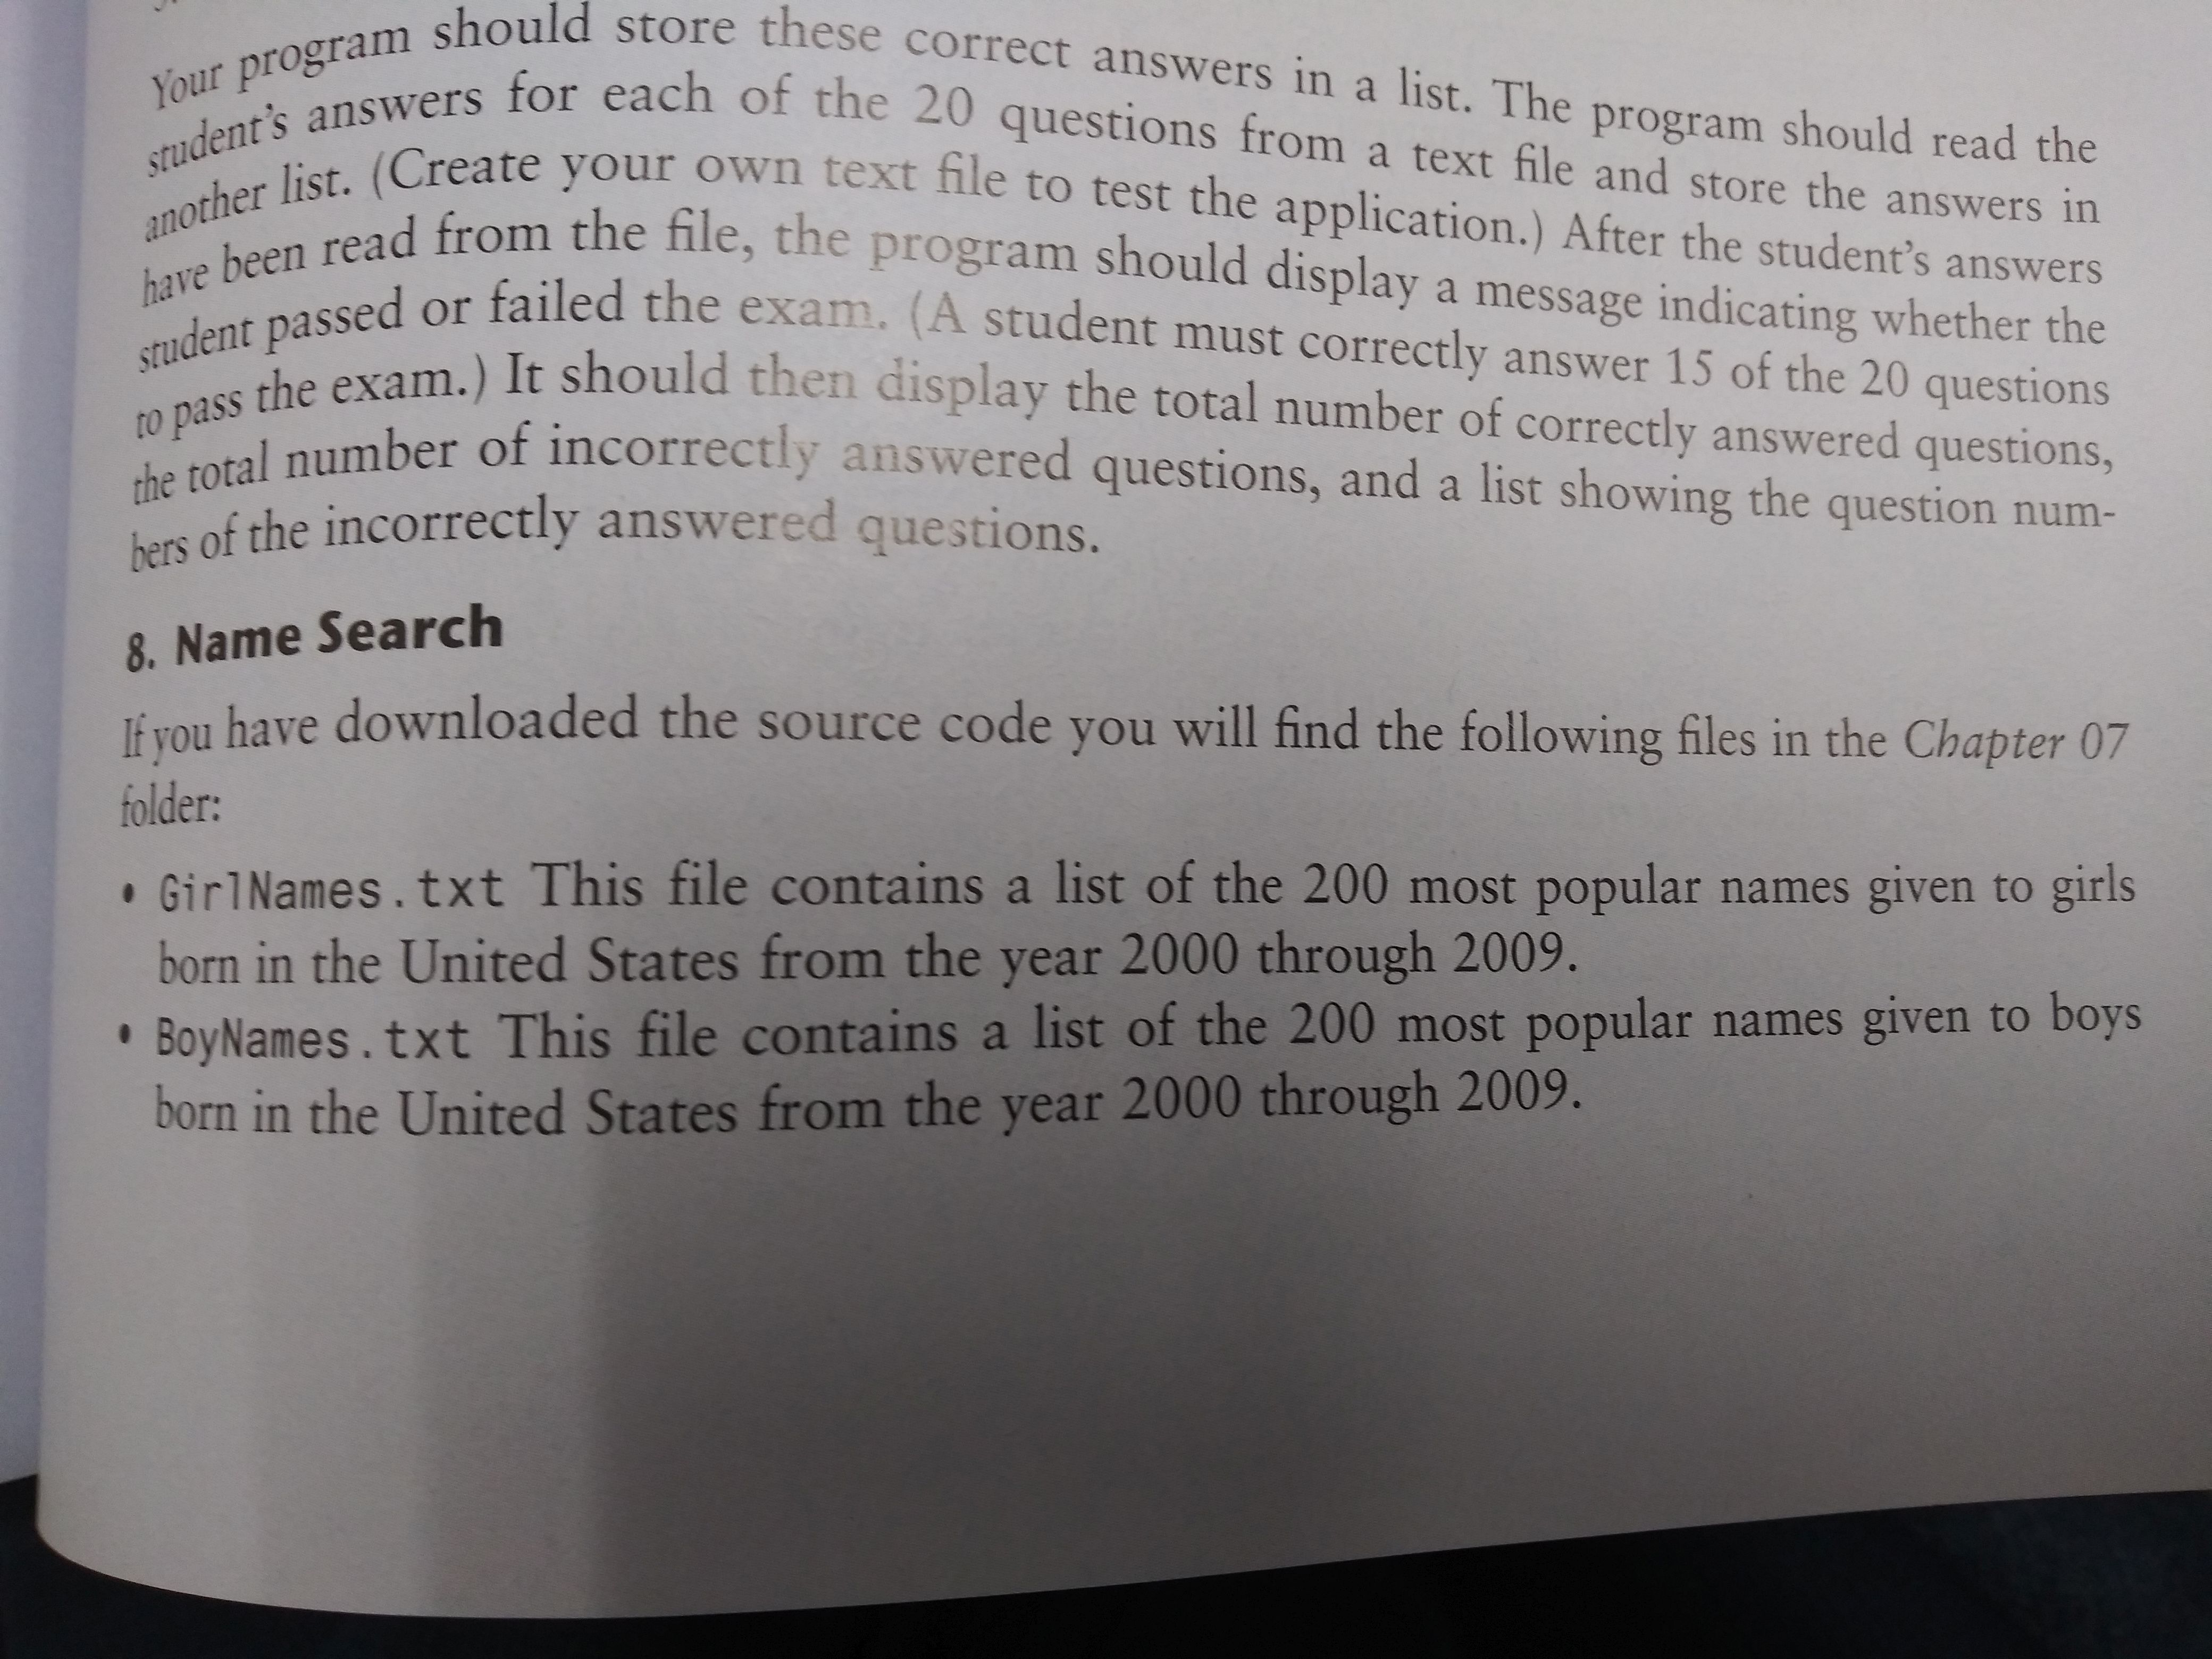 Your program should store these correct answers in a list. The program should read the
student's answers for each of the 20 questions from a text file and store the answers in
another list. (Create your own text file to test the application.) After the student's answers
have been read from the file, the program should display a message indicating whether the
student passed or failed the exam. (A student must correctly answer 15 of the 20 questions
to pass the exam.) It should then display the total number of correctly answered questions,
the total number of incorrectly answered questions, and a list showing the question num-
bers of the incorrectly answered questions.
8. Name Search
If you have downloaded the source code you will find the following files in the Chapter 07
folder:
• GirlNames.txt This file contains a list of the 200 most popular names given to girls
born in the United States from the year 2000 through 2009.
• BoyNames.txt This file contains a list of the 200 most popular names given to boys
born in the United States from the year 2000 through 2009.